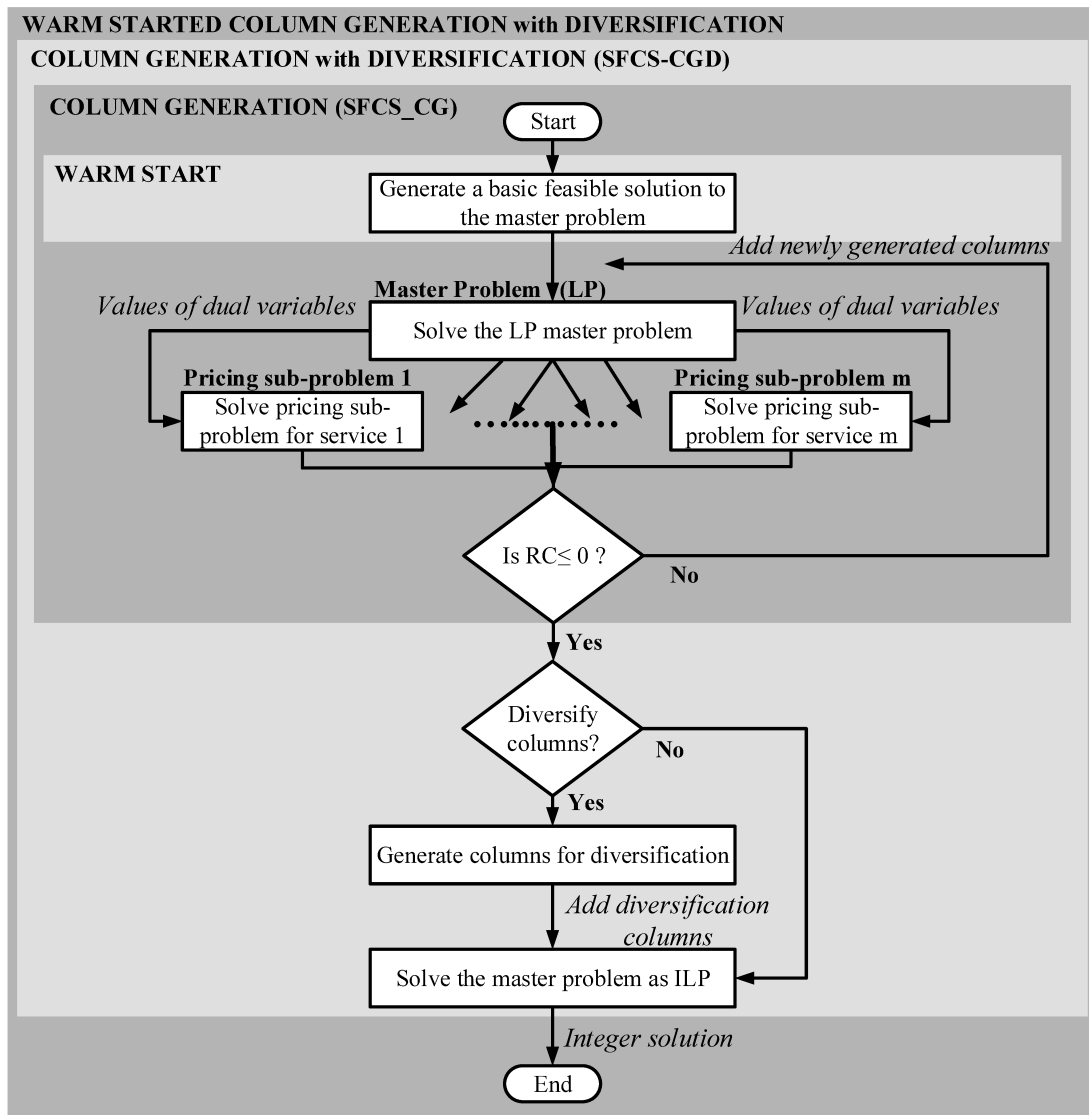 WARM STARTED COLUMN GENERATION with DIVERSIFICATION
COLUMN GENERATION with DIVERSIFICATION (SFCS-CGD)
COLUMN GENERATION (SFCS_CG)
Start
WARM START
Generate a basic feasible solution to
the master problem
Add newly generated columns
Master Problem (LP)
Values of dual variables
Values of dual variables
Solve the LP master problem
Pricing sub-problem 1
Pricing sub-problem m
Solve pricing sub-
problem for service 1
Solve pricing sub-
problem for service m
Is RC≤ 0 ?
No
Yes
Diversify
columns?
No
Yes
Generate columns for diversification
Add diversification
columns
Solve the master problem as ILP
Integer solution
End